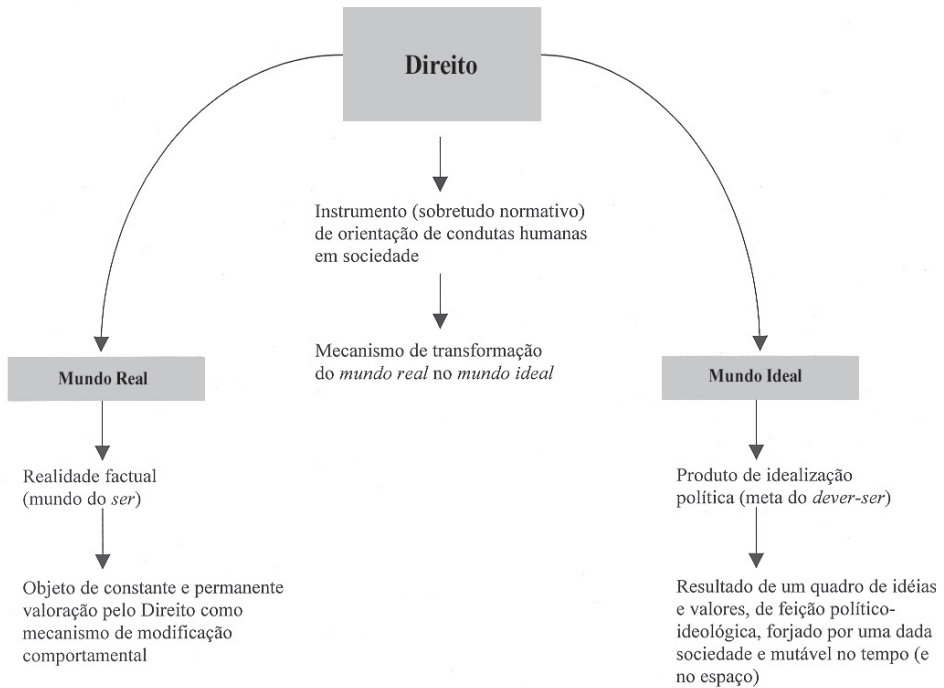 Direito
Instrumento (sobretudo normativo)
de orientação de condutas humanas
em sociedade
Mecanismo de transformação
do mundo real no mundo ideal
Mundo Real
Realidade factual
(mundo do ser)
Objeto de constante e permanente
valoração pelo Direito como
mecanismo de modificação
comportamental
Mundo Ideal
Produto de idealização
política (meta do dever-ser)
Resultado de um quadro de idéias
e valores, de feição político-
ideológica, forjado por uma dada
sociedade e mutável no tempo (e
no espaço)